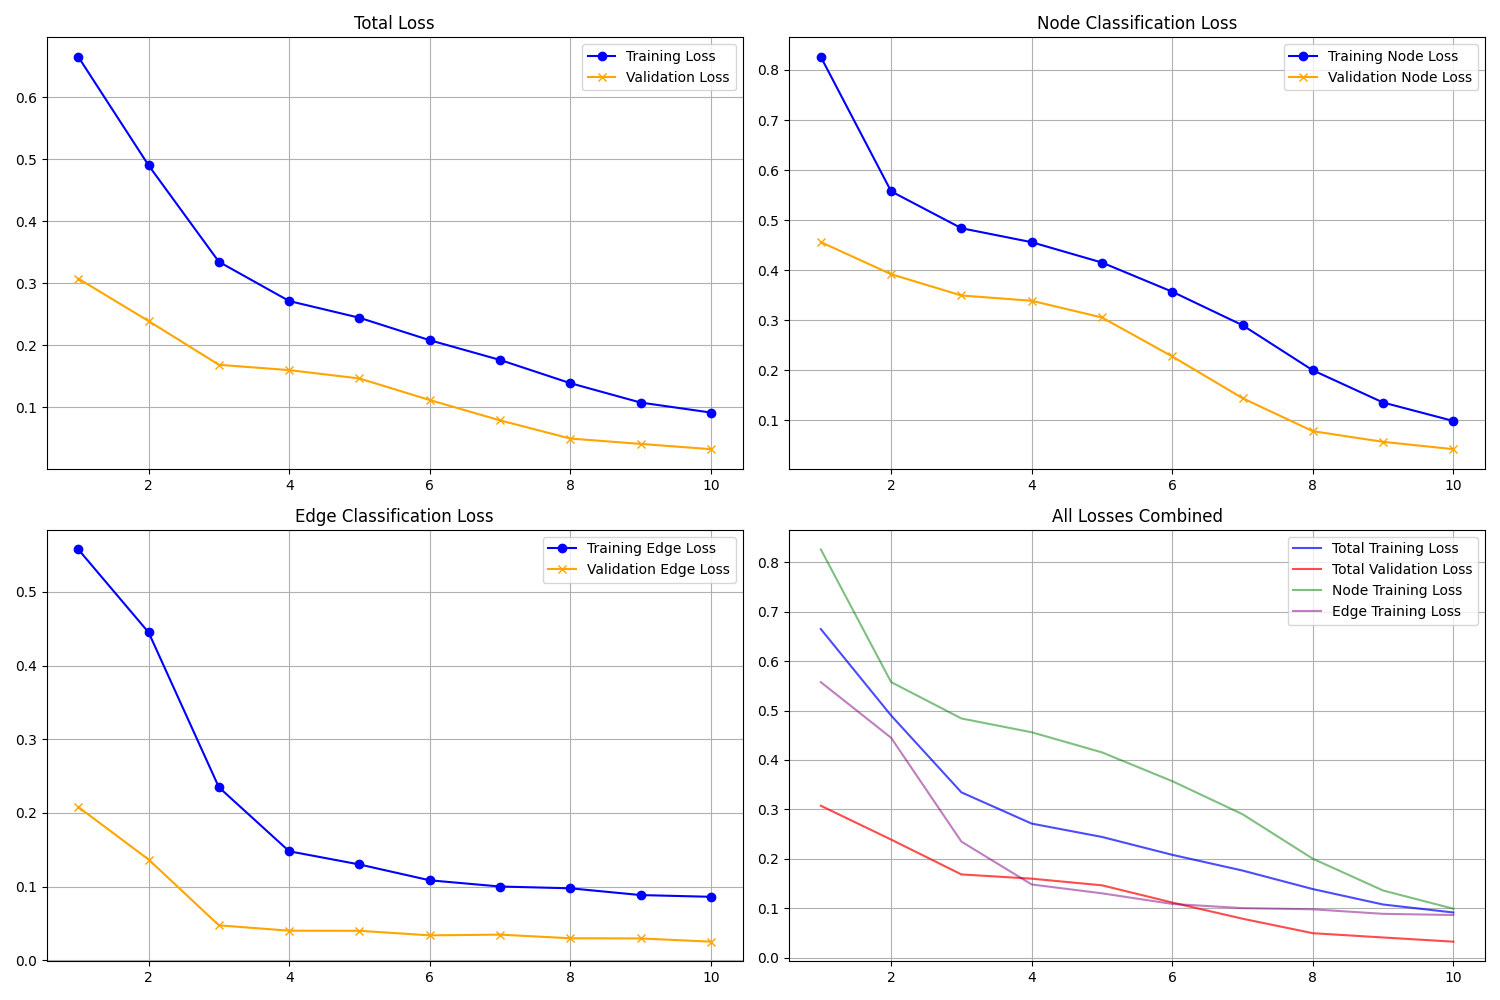 Total Loss
Training Loss
Validation Loss
0.6
0.5
0.4
0.3
0.2
0.1
2 4 6 8 10
Node Classification Loss
Training Node Loss
Validation Node Loss
0.8
0.7
0.6
0.5
0.4
0.3
0.2
0.1
2 4 6 8 10
Edge Classification Loss
Training Edge Loss
Validation Edge Loss
0.5
0.4
0.3
0.2
0.1
0.0
2 4 6 8 10
All Losses Combined
Total Training Loss
Total Validation Loss
Node Training Loss
Edge Training Loss
0.8
0.7
0.6
0.5
0.4
0.3
0.2
0.1
0.0
2 4 6 8 10